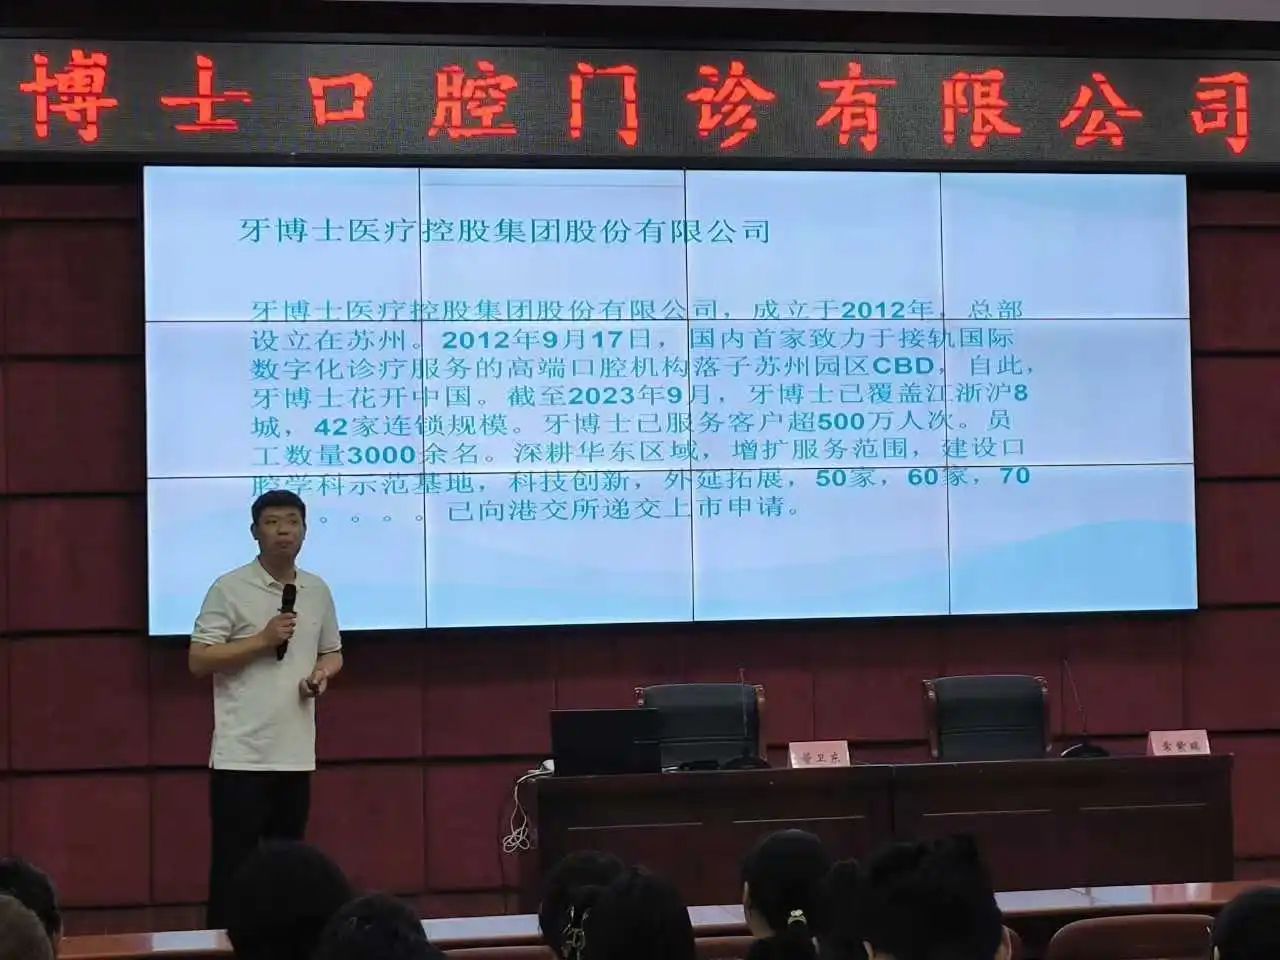 博士口腔门诊有限公司
牙博士医疗控股集团股份有限公司
牙博士医疗控股集团股份有限公司，成立于2012年，总部
设立在苏州。2012年9月17日，国内首家致力于接轨国际
数字化诊疗服务的高端口腔机构落子苏州园区CBD，自此，
牙博士花开中国。截至2023年9月，牙博士已覆盖江浙沪8
城，42家连锁规模。牙博士已服务客户超500万人次。员
工数量3000余名。深耕华东区域，增扩服务范围，建设口
腔学科示范基地，科技创新，外延拓展，50家，60家，70
。。。。已向港交所递交上市申请。
卫东